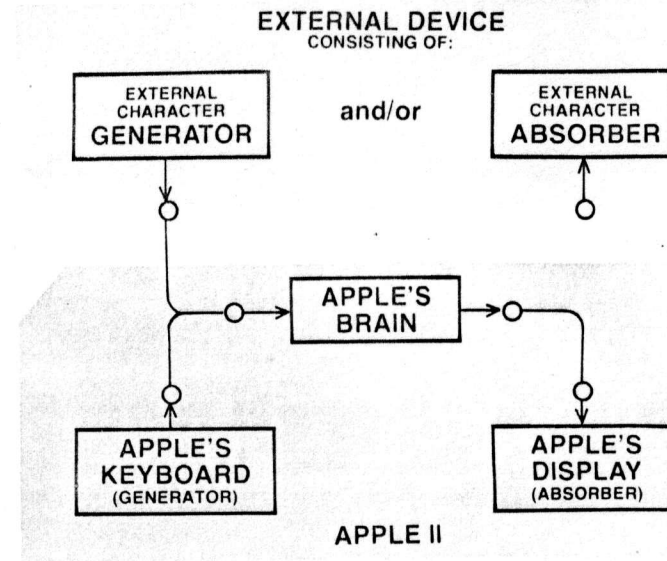 EXTERNAL DEVICE
CONSISTING OF:
EXTERNAL
CHARACTER
GENERATOR
and/or
EXTERNAL
CHARACTER
ABSORBER
APPLE'S
BRAIN
APPLE'S
KEYBOARD
(GENERATOR)
APPLE'S
DISPLAY
(ABSORBER)
APPLE II